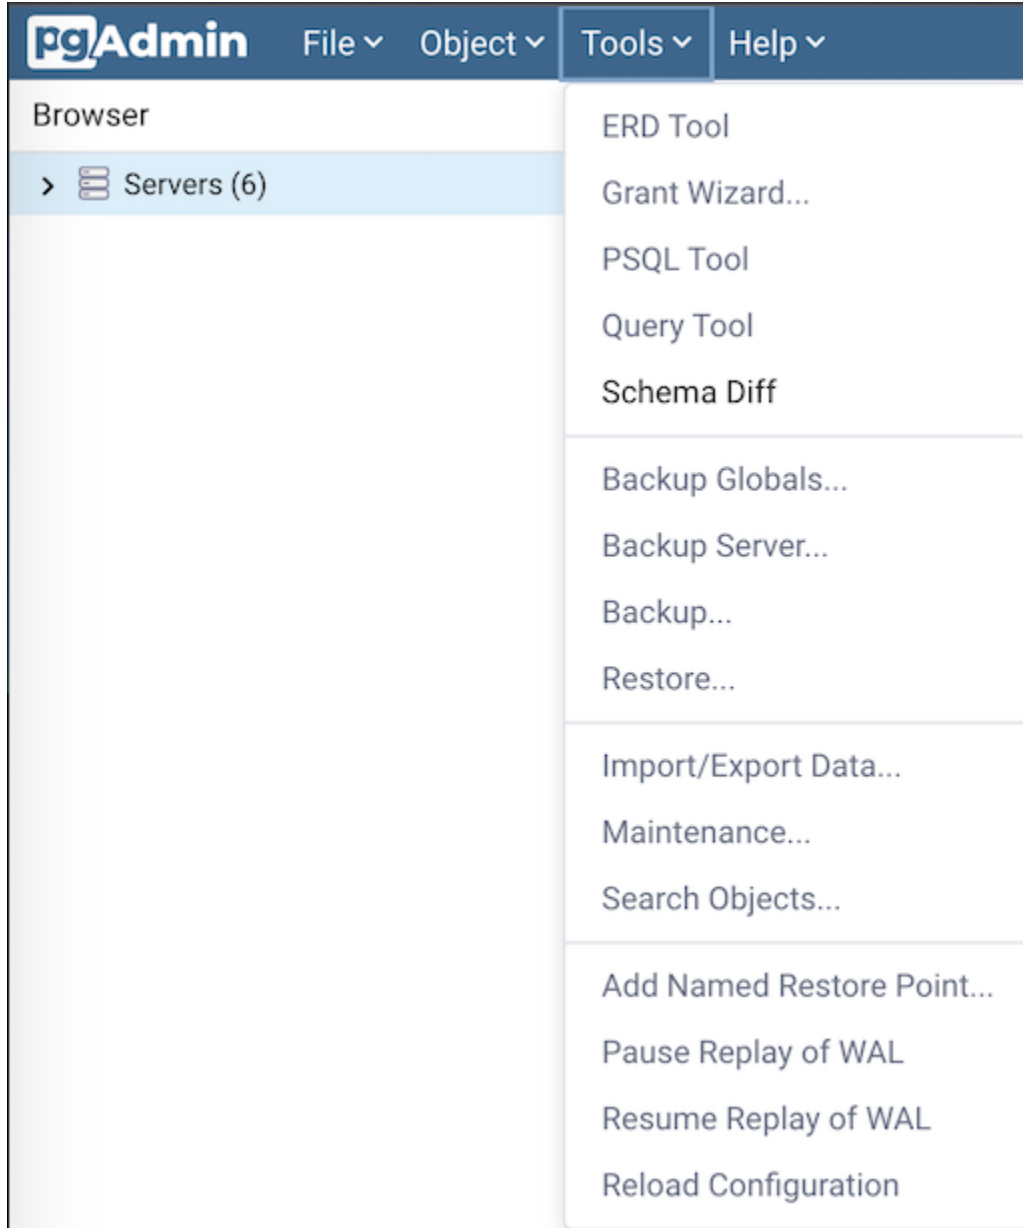 pgAdmin File Object Tools Help
Browser
Servers (6)
ERD Tool
Grant Wizard...
PSQL Tool
Query Tool
Schema Diff
Backup Globals...
Backup Server...
Backup...
Restore...
Import/Export Data...
Maintenance...
Search Objects...
Add Named Restore Point...
Pause Replay of WAL
Resume Replay of WAL
Reload Configuration